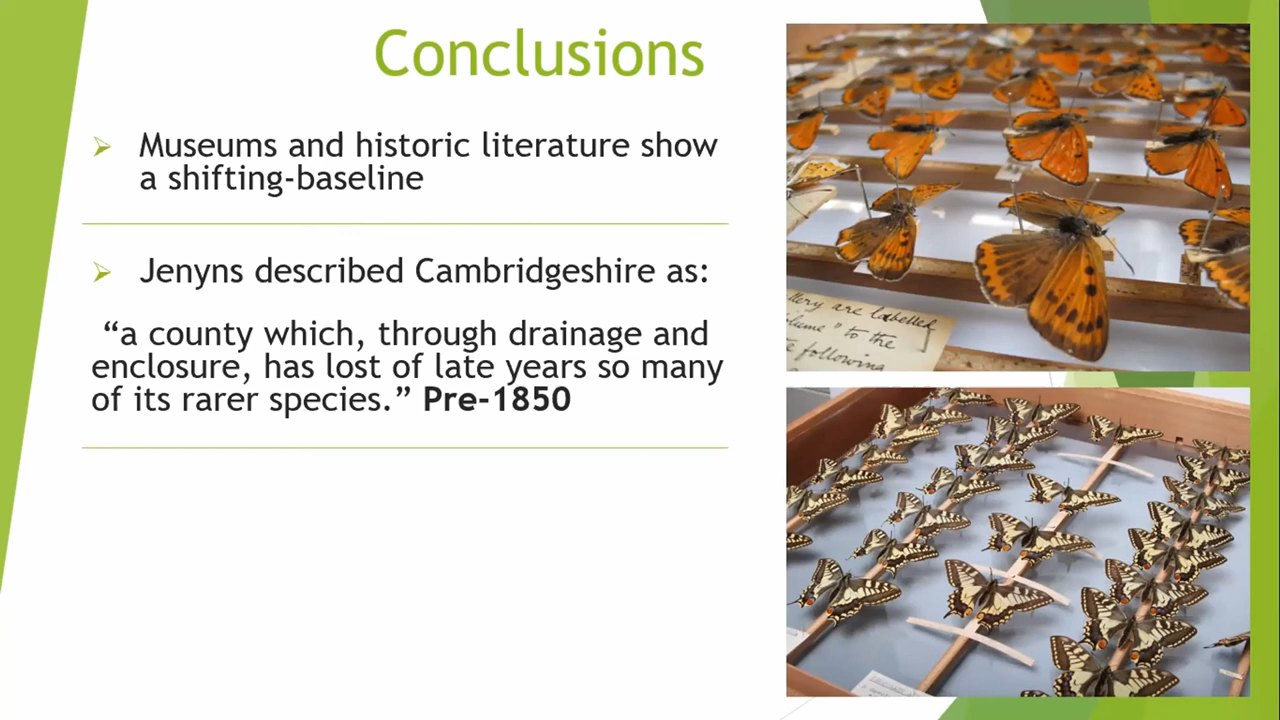 Conclusions
Museums and historic literature show
a shifting-baseline
Jenyns described Cambridgeshire as:
“a county which, through drainage and
enclosure, has lost of late years so many
of its rarer species.” Pre-1850
are labelled
to the
following